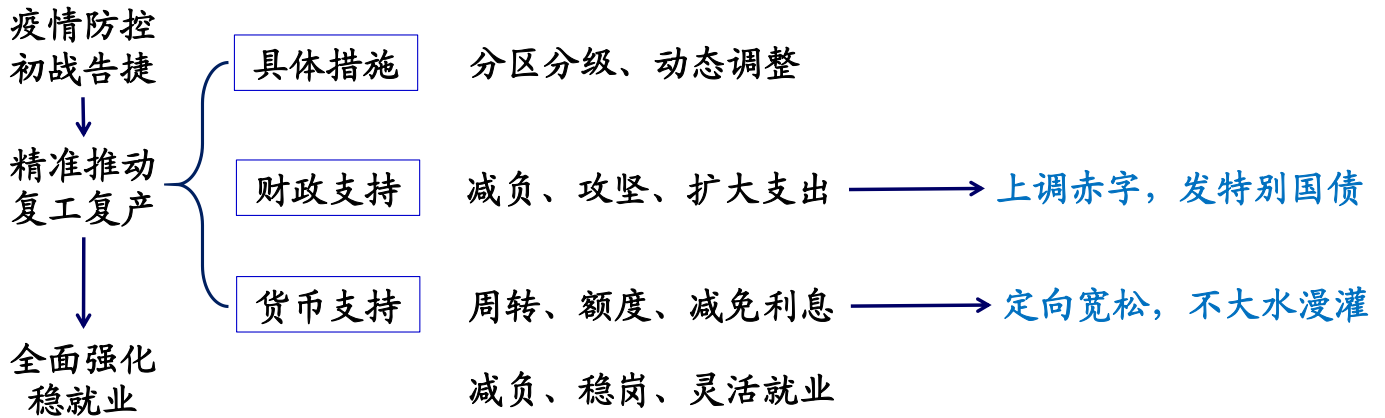 疫情防控
初战告捷
具体措施
分区分级、动态调整
精准推动
复工复产
财政支持
减负、攻坚、扩大支出
上调赤字，发特别国债
货币支持
周转、额度、减免利息
定向宽松，不大水漫灌
全面强化
稳就业
减负、稳岗、灵活就业